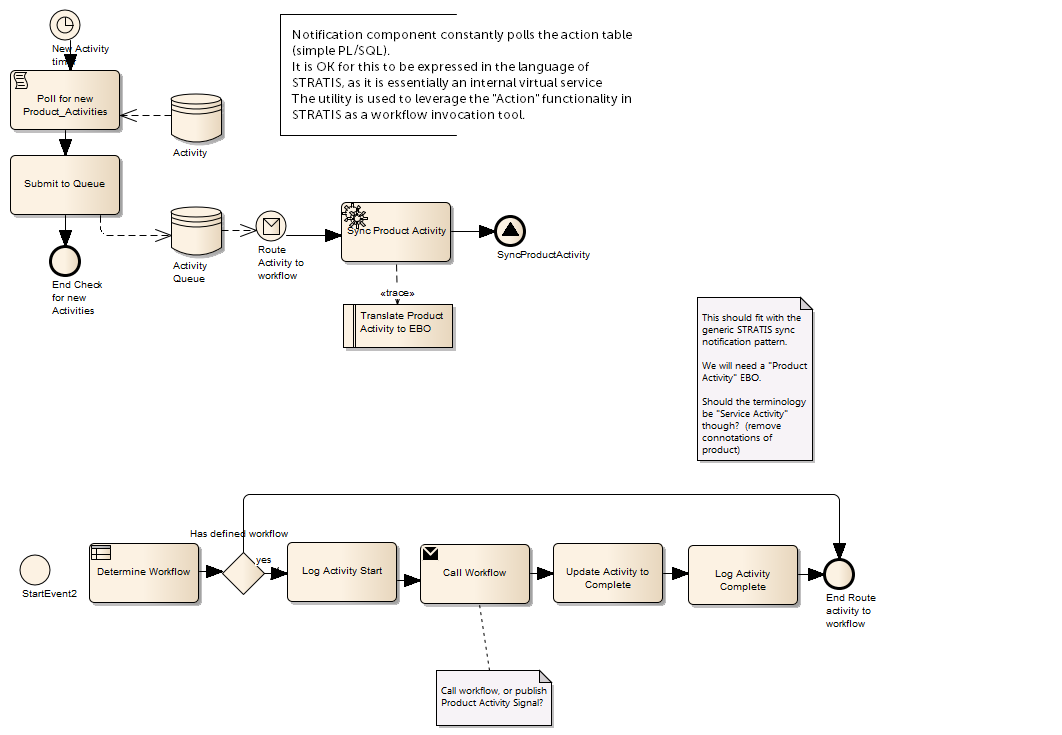 New Activity
timer
Notification component constantly polls the action table
(simple PL/SQL).
It is OK for this to be expressed in the language of
STRATIS, as it is essentially an internal virtual service
The utility is used to leverage the "Action" functionality in
STRATIS as a workflow invocation tool.
Poll for new
Product_Activities
Activity
Submit to Queue
Activity
Queue
Route
Activity to
workflow
Sync Product Activity
SyncProductActivity
End Check
for new
Activities
«trace»
Translate Product
Activity to EBO
This should fit with the
generic STRATIS sync
notification pattern.
We will need a "Product
Activity" EBO.
Should the terminology
be "Service Activity"
though? (remove
connotations of
product)
Has defined workflow
yes
StartEvent2
Determine Workflow
Log Activity Start
Call Workflow
Update Activity to
Complete
Log Activity
Complete
End Route
activity to
workflow
Call workflow, or publish
Product Activity Signal?